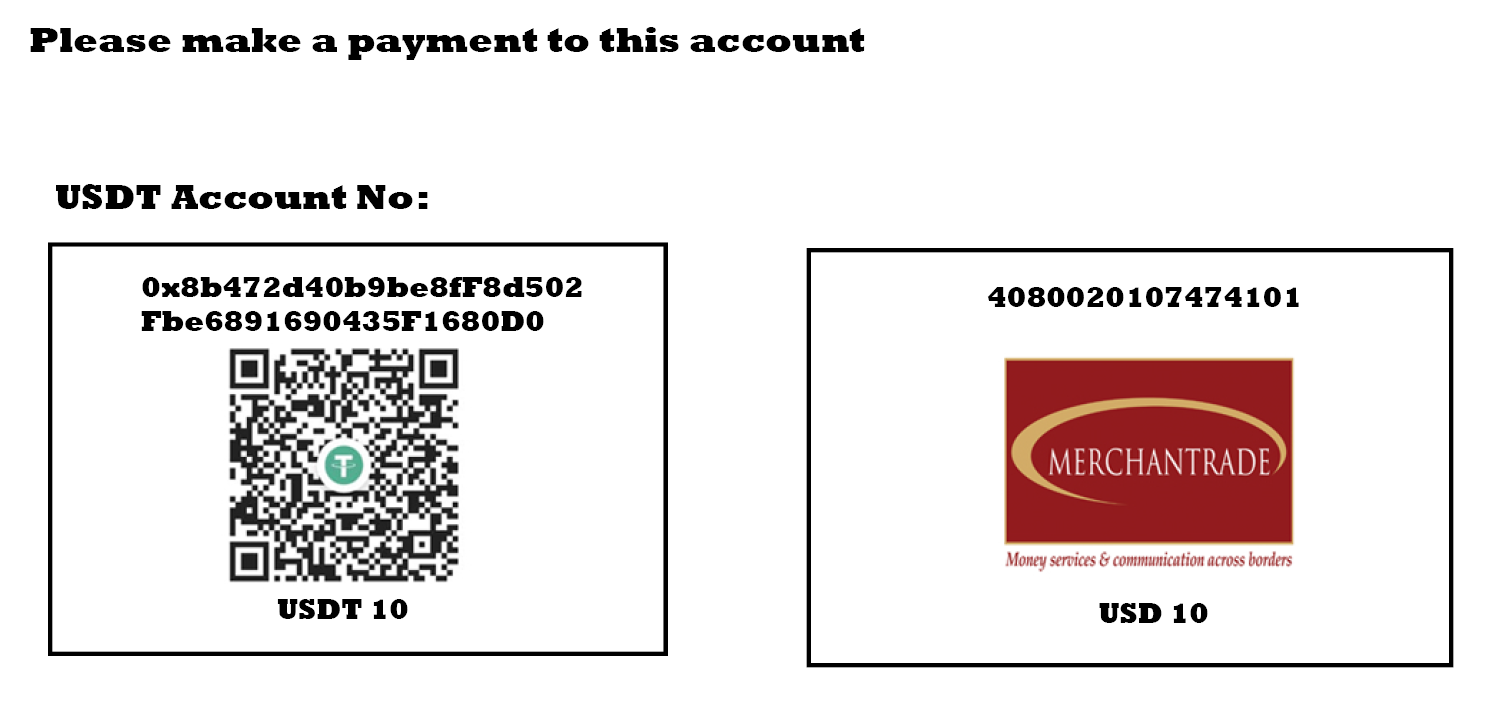 Please make a payment to this account
USDT Account No:
0x8b472d40b9be8fF8d502
Fbe6891690435F1680D0
USDT 10
4080020107474101
MERCHANTRADE
Money services & communication across borders
USD 10